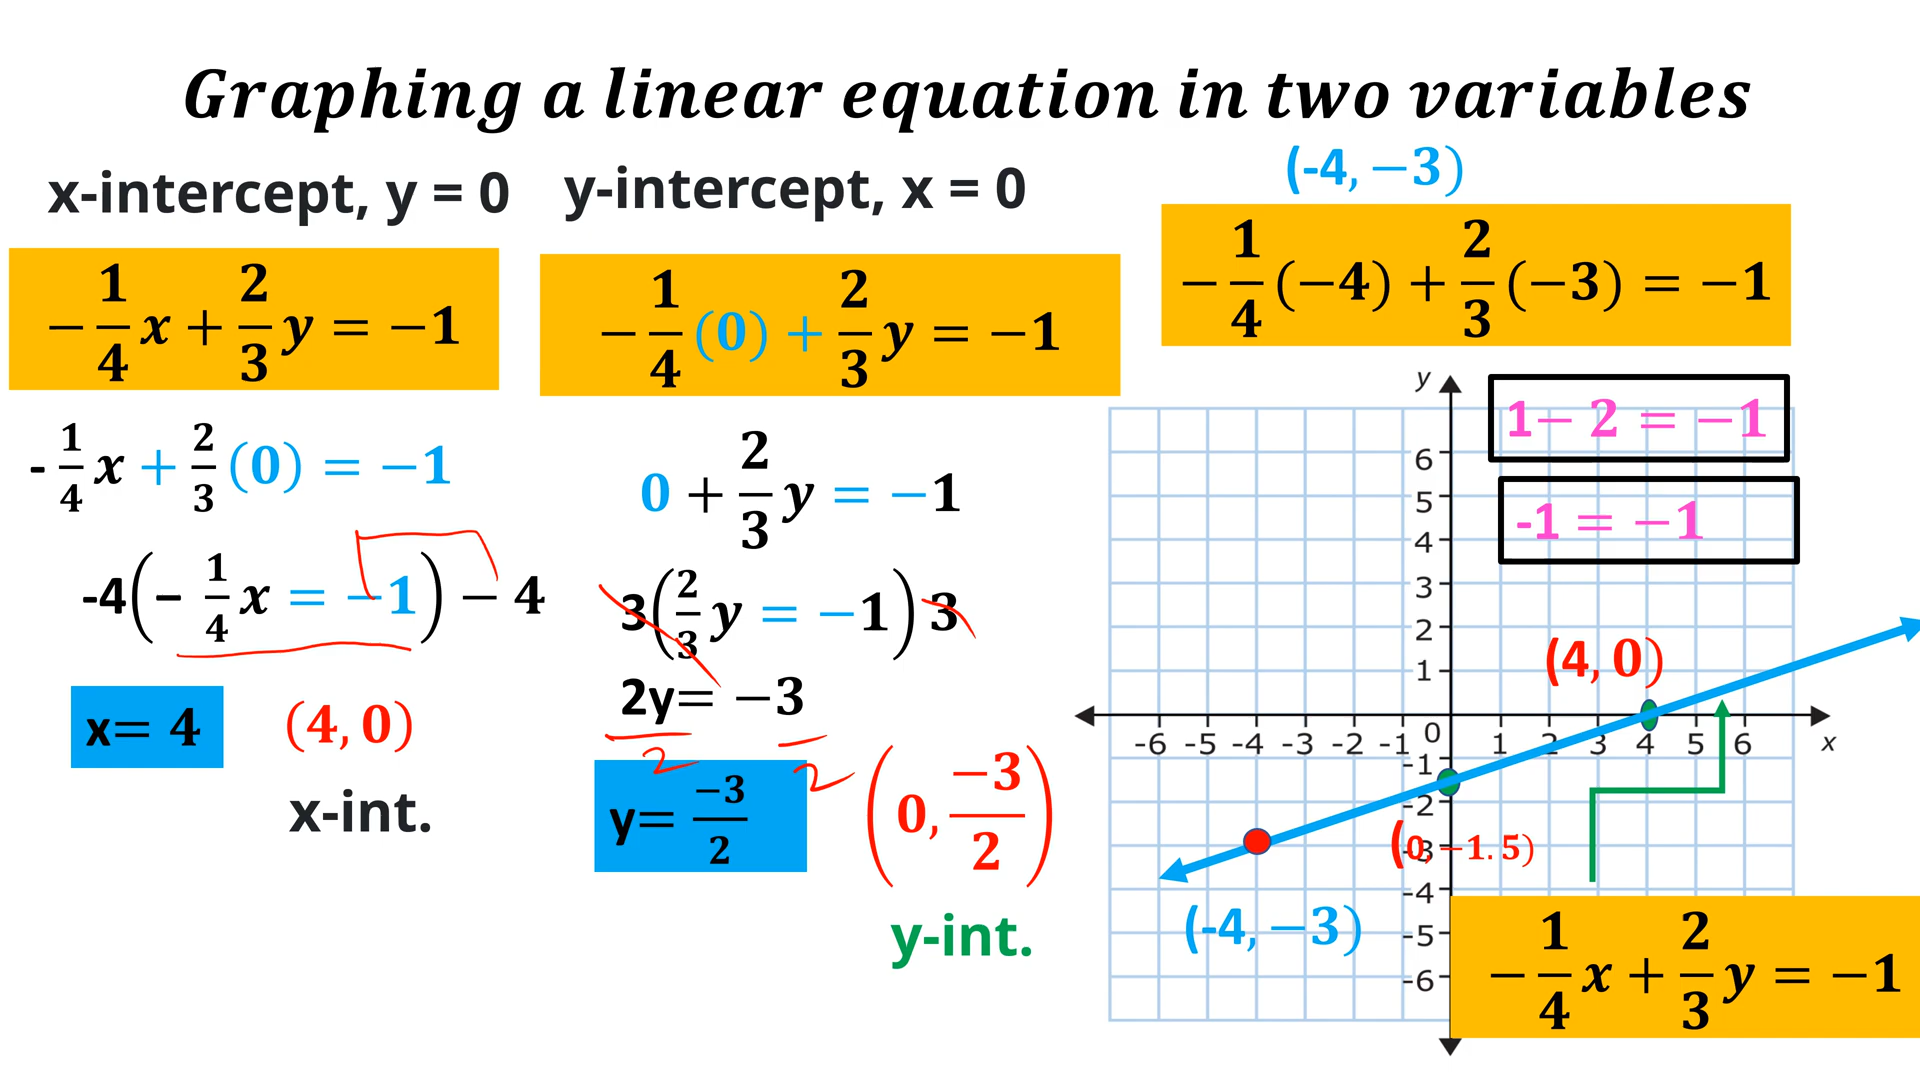 Graphing a linear equation in two variables
x-intercept, y = 0
-1/4 x + 2/3 y = -1
-1/4 x + 2/3 (0) = -1
-4(-1/4 x = -1) - 4
x= 4
(4, 0)
x-int.
y-intercept, x = 0
-1/4 (0) + 2/3 y = -1
0 + 2/3 y = -1
3(2/3 y = -1) 3
2y= -3
2 2
y= -3/2
(0, -3/2)
y-int.
(-4, -3)
-1/4 (-4) + 2/3 (-3) = -1
1- 2 = -1
-1 = -1
y
6
5
4
3
2
1
(4, 0)
-6 -5 -4 -3 -2 -1 0 1 2 3 4 5 6 x
-1
-2
-3
(0, -1.5)
-4
(-4, -3)
-5
-6
-1/4 x + 2/3 y = -1